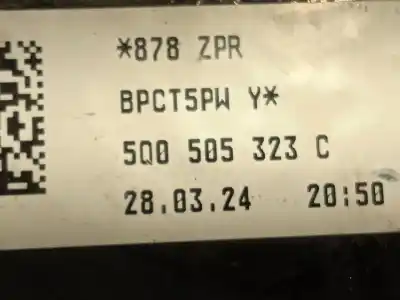 *878 ZPR
BPCT5PW Y*
5Q0 505 323 C
28.03.24 20:50